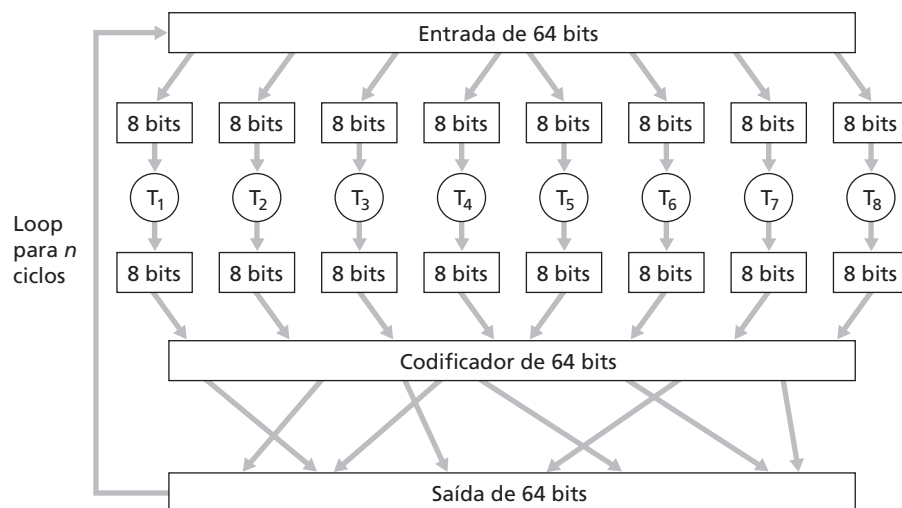 Entrada de 64 bits
8 bits 8 bits 8 bits 8 bits 8 bits 8 bits 8 bits 8 bits
T1 T2 T3 T4 T5 T6 T7 T8
Loop
para n
ciclos
8 bits 8 bits 8 bits 8 bits 8 bits 8 bits 8 bits 8 bits
Codificador de 64 bits
Saída de 64 bits